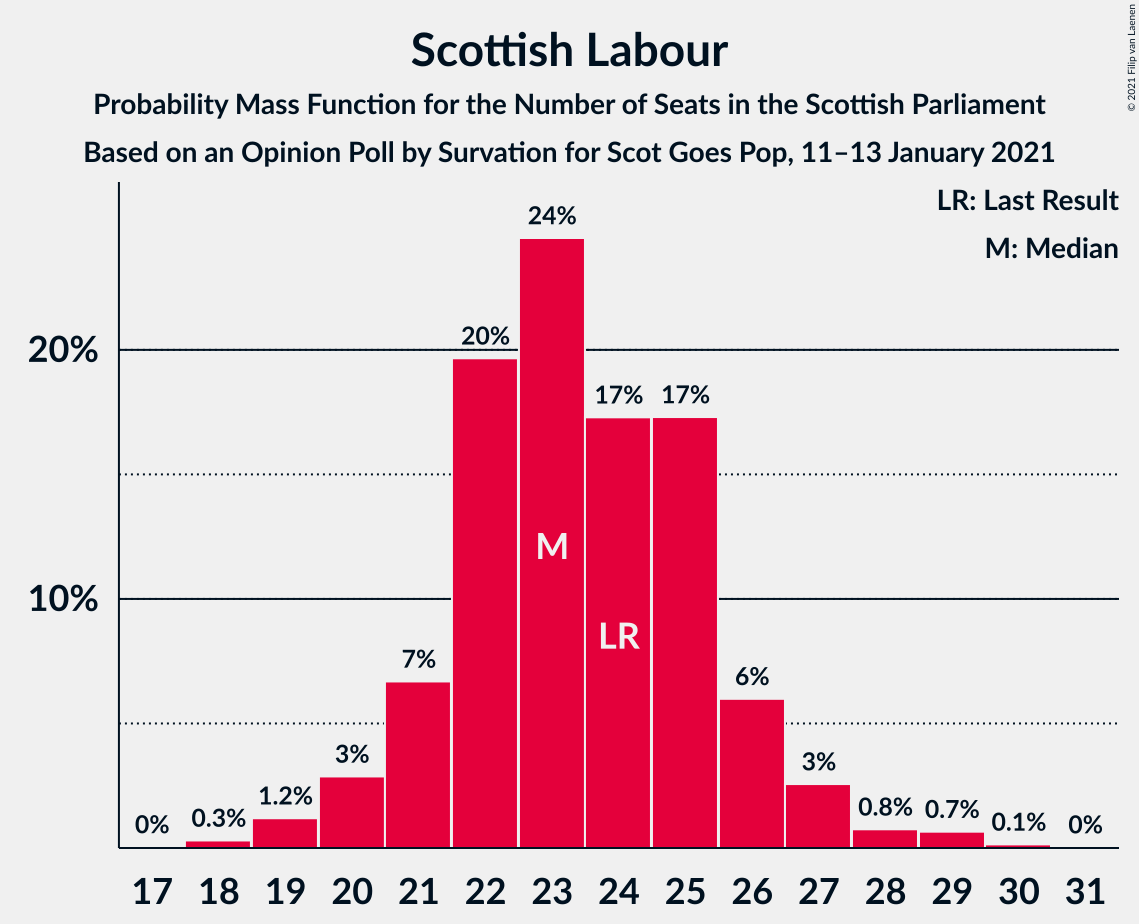 Scottish Labour
Probability Mass Function for the Number of Seats in the Scottish Parliament
Based on an Opinion Poll by Survation for Scot Goes Pop, 11–13 January 2021
© 2021 Filip van Laenen
LR: Last Result
M: Median
20%
10%
0%
0.3%
1.2%
3%
7%
20%
24%
17%
17%
6%
3%
0.8%
0.7%
0.1%
0%
M
LR
17 18 19 20 21 22 23 24 25 26 27 28 29 30 31